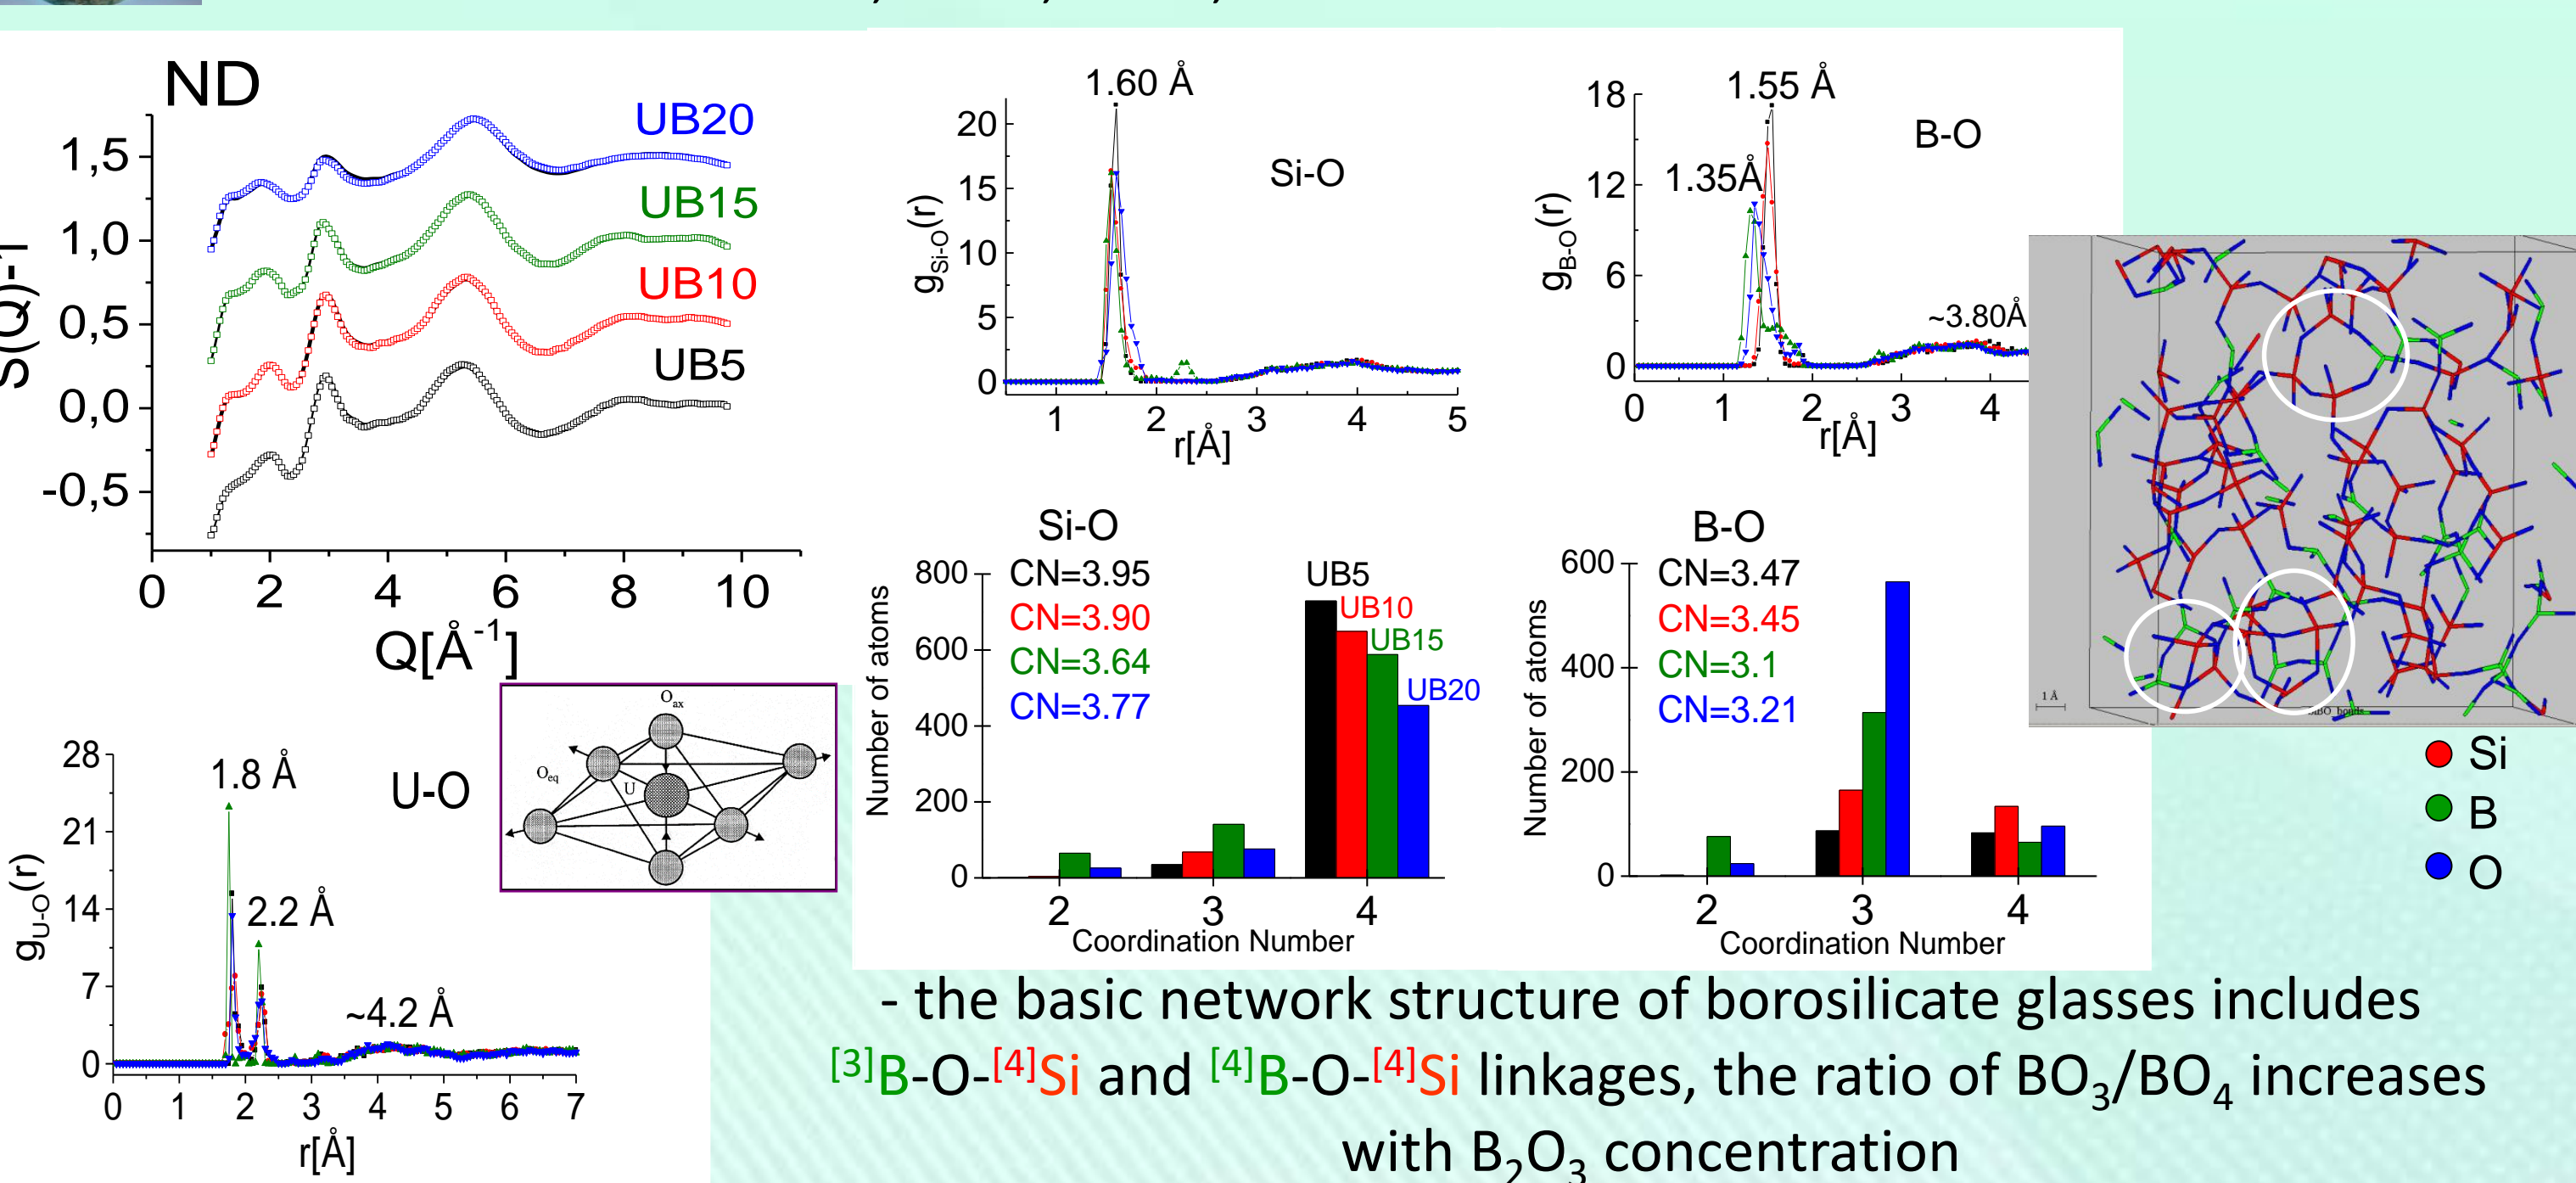 ND
UB20
UB15
UB10
UB5
1,5
1,0
0,5
0,0
-0,5
S(Q)-1
0 2 4 6 8 10
Q[Å-1]
1.60 Å
Si-O
20
15
10
5
0
gSi-O(r)
1 2 3 4 5
r[Å]
1.55 Å
1.35Å
B-O
~3.80Å
18
12
6
0
gB-O(r)
0 1 2 3 4
r[Å]
1 Å
Si
B
O
Si-O
CN=3.95
CN=3.90
CN=3.64
CN=3.77
UB5
UB10
UB15
UB20
800
600
400
200
0
Number of atoms
2 3 4
Coordination Number
B-O
CN=3.47
CN=3.45
CN=3.1
CN=3.21
600
400
200
0
Number of atoms
2 3 4
Coordination Number
28
21
14
7
0
gU-O(r)
1.8 Å
2.2 Å
~4.2 Å
U-O
0 1 2 3 4 5 6 7
r[Å]
Oax
Oeq
U
- the basic network structure of borosilicate glasses includes
[3]B-O-[4]Si and [4]B-O-[4]Si linkages, the ratio of BO3/BO4 increases
with B2O3 concentration